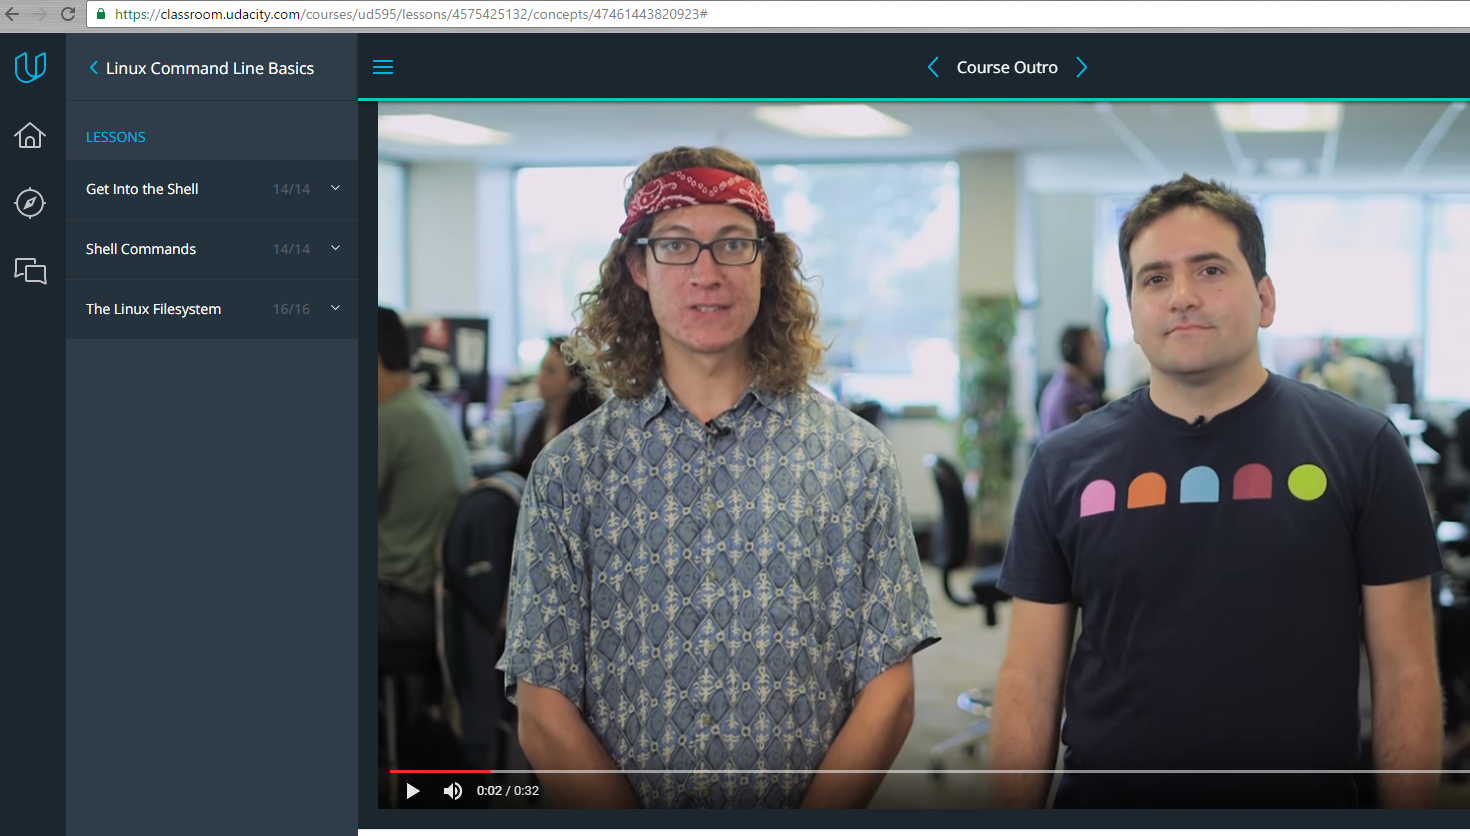 https://classroom.udacity.com/courses/ud595/lessons/4575425132/concepts/47461443820923#
Linux Command Line Basics
Course Outro
LESSONS
Get Into the Shell 14/14
Shell Commands 14/14
The Linux Filesystem 16/16
0:02 / 0:32